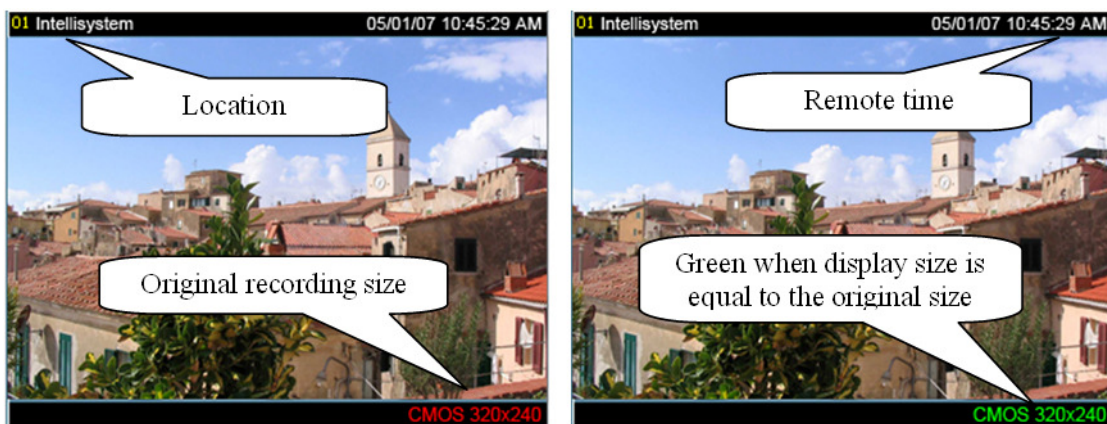 01 Intellisystem 05/01/07 10:45:29 AM
Location
Original recording size
CMOS 320x240
01 Intellisystem 05/01/07 10:45:29 AM
Remote time
Green when display size is
equal to the original size
CMOS 320x240